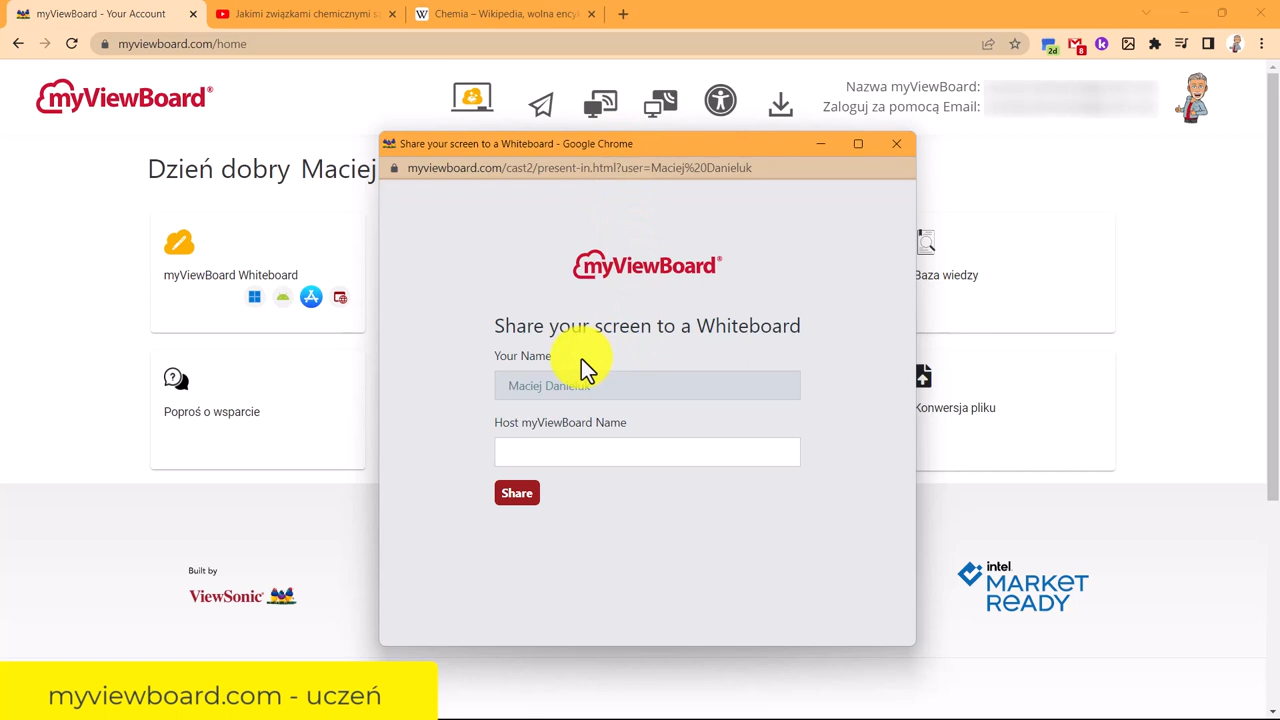 myViewBoard - Your Account
Jakimi związkami chemicznymi s
Chemia – Wikipedia, wolna ency
myviewboard.com/home
2d
8
myViewBoard®
Nazwa myViewBoard:
Zaloguj za pomocą Email:
Dzień dobry Maciej
Share your screen to a Whiteboard - Google Chrome
myviewboard.com/cast2/present-in.html?user=Maciej%20Danieluk
myViewBoard®
Share your screen to a Whiteboard
Your Name
Maciej Danieluk
Host myViewBoard Name
Share
myViewBoard Whiteboard
Baza wiedzy
Poproś o wsparcie
Konwersja pliku
Built by
ViewSonic®
intel
MARKET
READY
myviewboard.com - uczeń